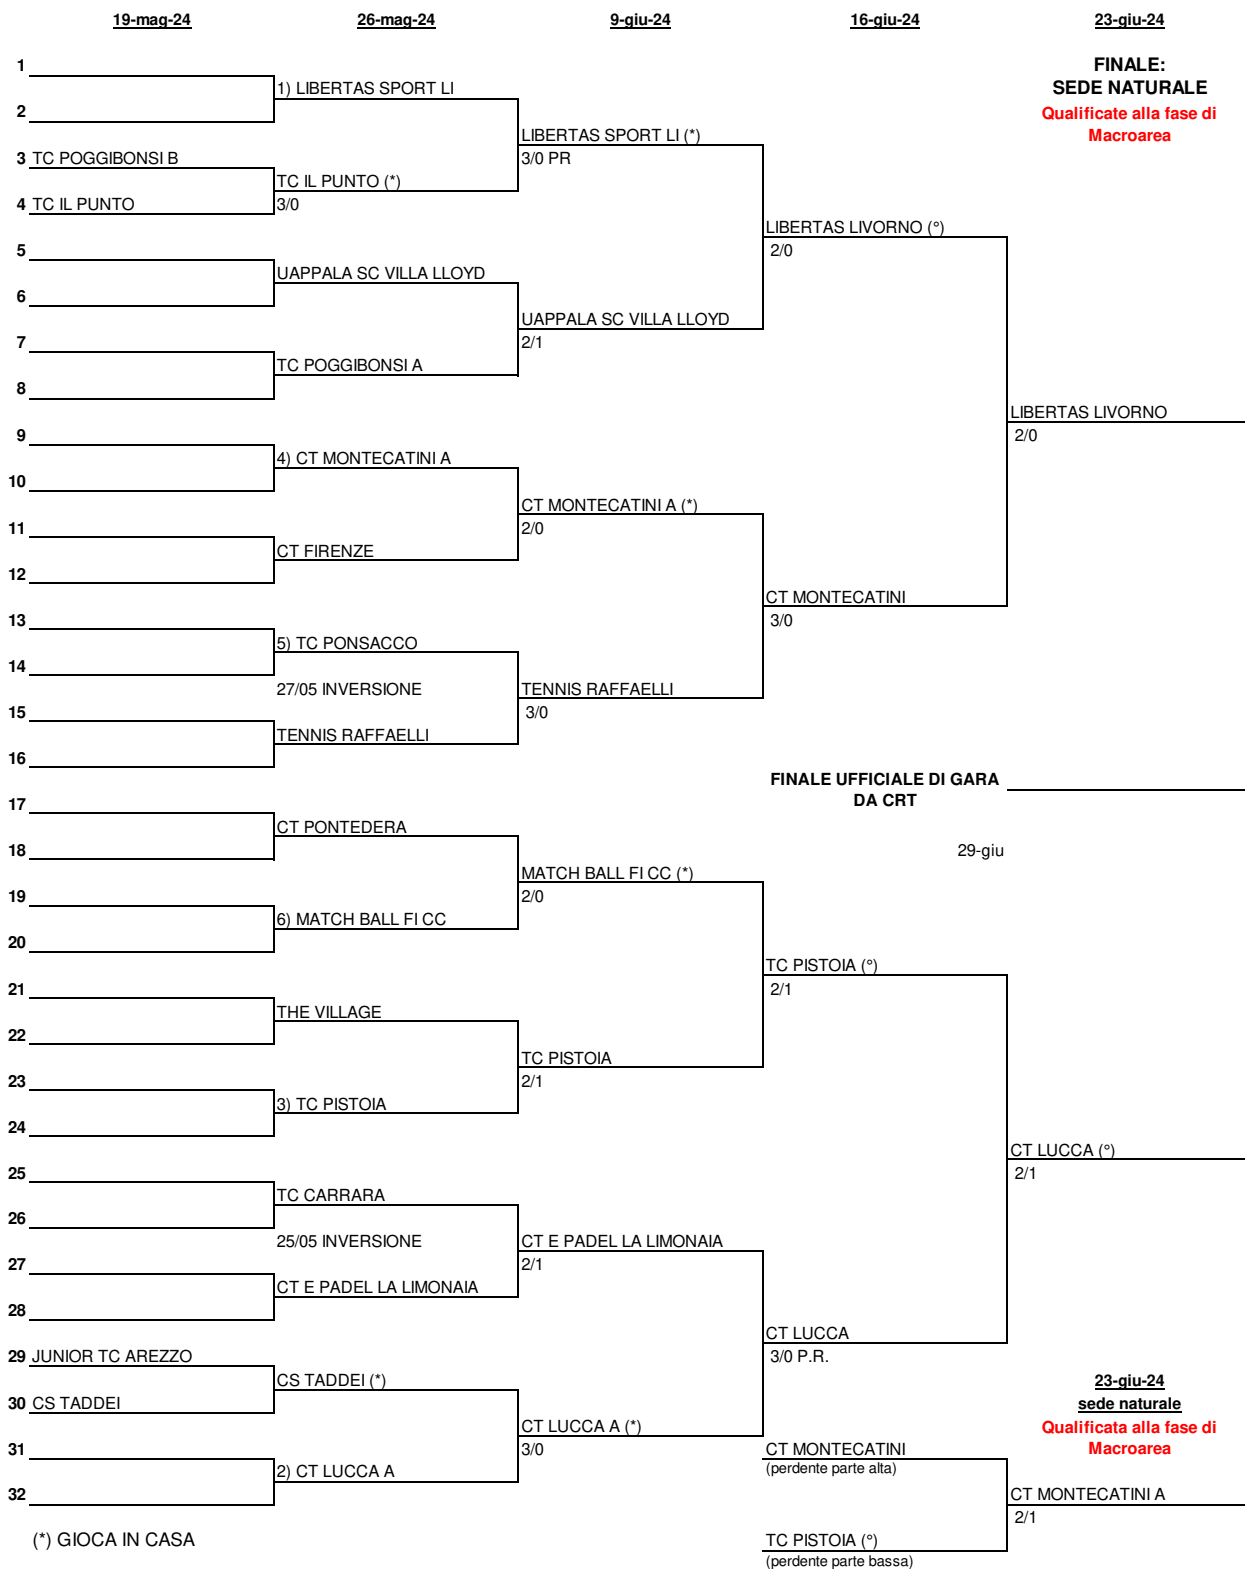 19-mag-24 26-mag-24 9-giu-24 16-giu-24 23-giu-24
1 FINALE:
SEDE NATURALE
1) LIBERTAS SPORT LI
2 Qualificate alla fase di
Macroarea
LIBERTAS SPORT LI (*)
3 TC POGGIBONSI B 3/0 PR
TC IL PUNTO (*)
4 TC IL PUNTO 3/0
LIBERTAS LIVORNO (°)
5 2/0
UAPPALA SC VILLA LLOYD
6
UAPPALA SC VILLA LLOYD
7 2/1
TC POGGIBONSI A
8
LIBERTAS LIVORNO
9 2/0
4) CT MONTECATINI A
10
CT MONTECATINI A (*)
11 2/0
CT FIRENZE
12
CT MONTECATINI
13 3/0
5) TC PONSACCO
14
27/05 INVERSIONE TENNIS RAFFAELLI
15 3/0
TENNIS RAFFAELLI
16
FINALE UFFICIALE DI GARA
DA CRT
17
CT PONTEDERA
18 29-giu
MATCH BALL FI CC (*)
19 2/0
6) MATCH BALL FI CC
20
TC PISTOIA (°)
21 2/1
THE VILLAGE
22
TC PISTOIA
23 2/1
3) TC PISTOIA
24
CT LUCCA (°)
25 2/1
TC CARRARA
26
25/05 INVERSIONE CT E PADEL LA LIMONAIA
27 2/1
CT E PADEL LA LIMONAIA
28
CT LUCCA
29 JUNIOR TC AREZZO 3/0 P.R.
CS TADDEI (*) 23-giu-24
30 CS TADDEI sede naturale
CT LUCCA A (*) Qualificata alla fase di
Macroarea
31 3/0 CT MONTECATINI
(perdente parte alta)
2) CT LUCCA A
32 CT MONTECATINI A
2/1
(*) GIOCA IN CASA TC PISTOIA (°)
(perdente parte bassa)